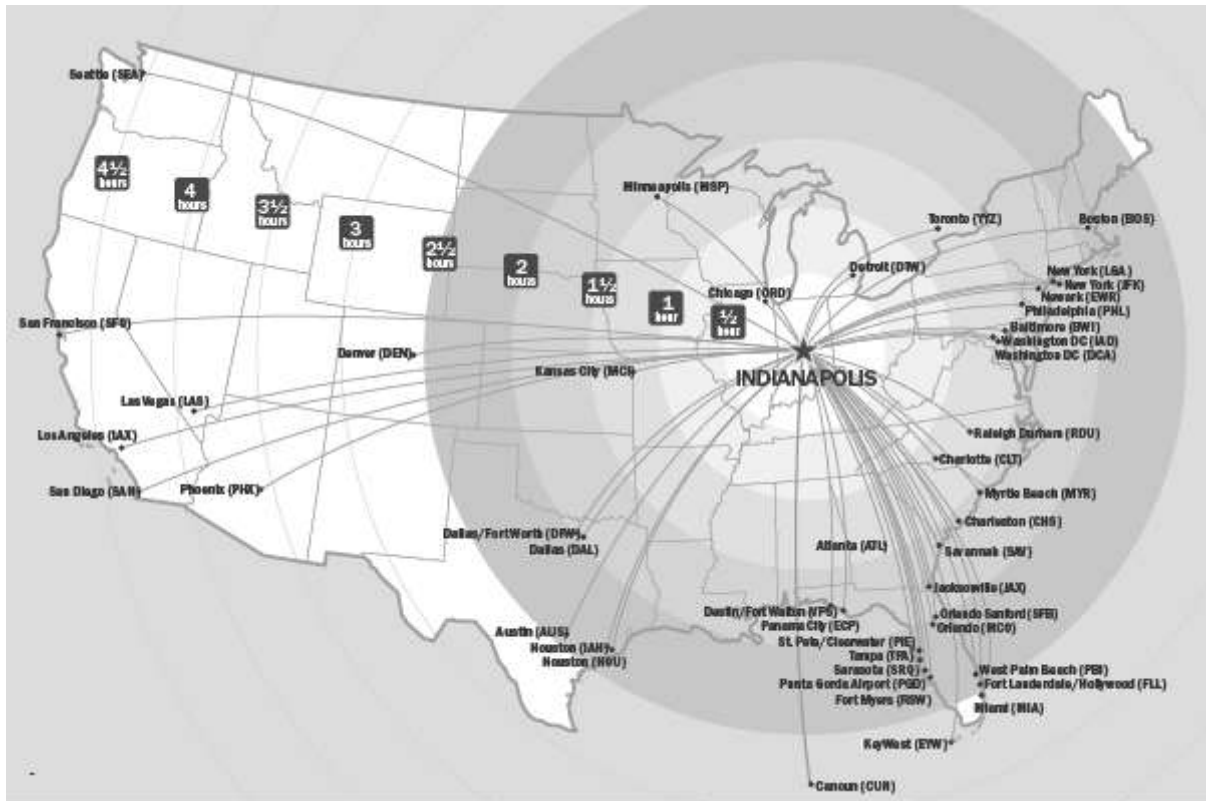 Seattle (SEA)
4½
hours
4
hours
3½
hours
3
hours
2½
hours
2
hours
1½
hours
1
hour
½
hour
Minneapolis (MSP)
Toronto (YYZ)
Boston (BOS)
Detroit (DTW)
Chicago (ORD)
New York (LGA)
New York (JFK)
Newark (EWR)
Philadelphia (PHL)
Baltimore (BWI)
Washington DC (IAD)
Washington DC (DCA)
San Francison (SFO)
Denver (DEN)
Kansas City (MCI)
INDIANAPOLIS
Las Vegas (LAS)
Los Angeles (LAX)
San Diego (SAN)
Phoenix (PHX)
Raleigh Durham (RDU)
Charlotte (CLT)
Myrtle Beach (MYR)
Charleston (CHS)
Savannah (SAV)
Dallas/Fort Worth (DFW)
Dallas (DAL)
Atlanta (ATL)
Jacksonville (JAX)
Destin/Fort Walton (VPS)
Panama City (ECP)
Orlando Sanford (SFB)
Orlando (MCO)
Austin (AUS)
Houston (IAH)
Houston (HOU)
St. Pete/Clearwater (PIE)
Tampa (TPA)
Sarasota (SRQ)
Punta Gorda Airport (PGD)
Fort Myers (RSW)
West Palm Beach (PBI)
Fort Lauderdale/Hollywood (FLL)
Miami (MIA)
Key West (EYW)
Cancun (CUN)